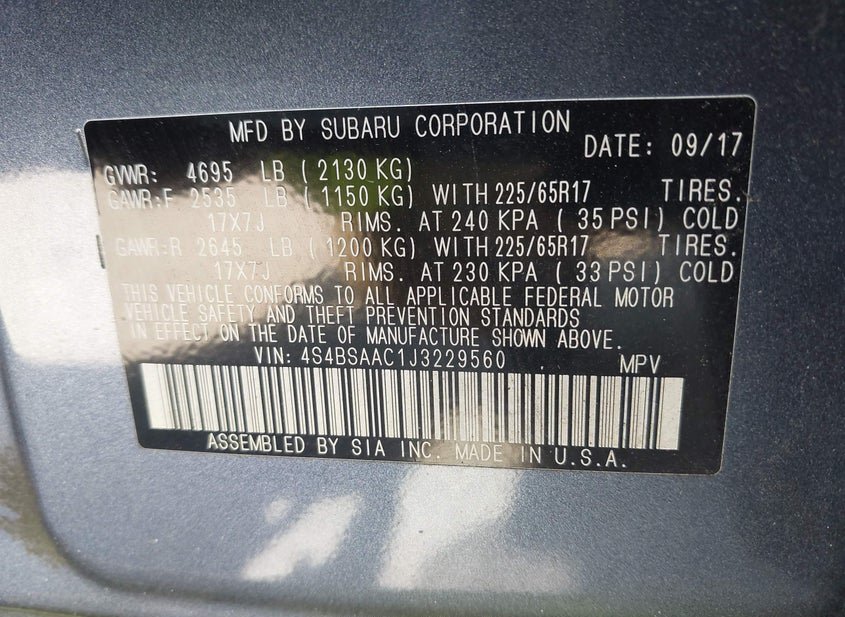 MFD BY SUBARU CORPORATION
DATE: 09/17
GVWR: 4695 LB (2130 KG)
GAWR:F 2535 LB (1150 KG) WITH 225/65R17 TIRES.
17X7J RIMS. AT 240 KPA (35 PSI) COLD
GAWR:R 2645 LB (1200 KG) WITH 225/65R17 TIRES.
17X7J RIMS. AT 230 KPA (33 PSI) COLD
THIS VEHICLE CONFORMS TO ALL APPLICABLE FEDERAL MOTOR
VEHICLE SAFETY AND THEFT PREVENTION STANDARDS
IN EFFECT ON THE DATE OF MANUFACTURE SHOWN ABOVE.
VIN: 4S4BSAAC1J3229560 MPV
ASSEMBLED BY SIA INC. MADE IN U.S.A.